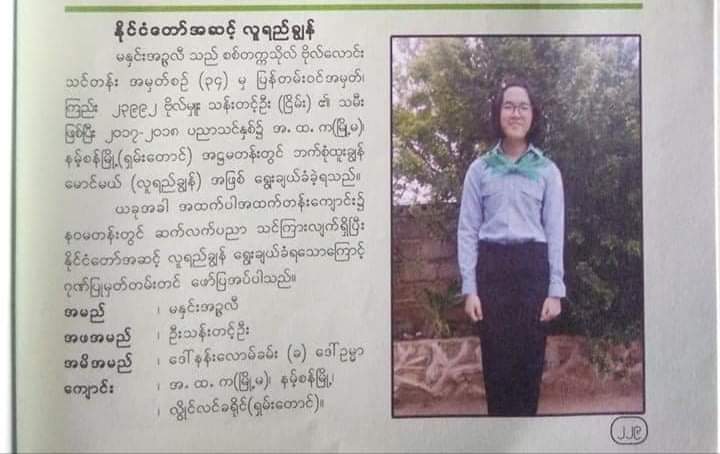 နိုင်ငံတော်အဆင့် လူရည်ချွန်
မနှင်းအဥ္ဇလီ သည် စစ်တက္ကသိုလ် ဗိုလ်လောင်း
သင်တန်း အမှတ်စဉ် (၃၄) မှ ပြန်တမ်းဝင်အမှတ်၊
ကြည်း ၂၃၉၉၂ ဗိုလ်မှူး သန်းတင့်ဦး (ငြိမ်း) ၏ သမီး
ဖြစ်ပြီး ၂၀၁၇-၂၀၁၈ ပညာသင်နှစ်၌ အ.ထ.က(မြို့မ)၊
နမ့်စန်မြို့(ရှမ်းတောင်) အဋ္ဌမတန်းတွင် ဘက်စုံထူးချွန်
မောင်မယ် (လူရည်ချွန်) အဖြစ် ရွေးချယ်ခံခဲ့ရသည်။
ယခုအခါ အထက်ပါအထက်တန်းကျောင်း၌
နဝမတန်းတွင် ဆက်လက်ပညာ သင်ကြားလျက်ရှိပြီး
နိုင်ငံတော်အဆင့် လူရည်ချွန် ရွေးချယ်ခံရသောကြောင့်
ဂုဏ်ပြုမှတ်တမ်းတင် ဖော်ပြအပ်ပါသည်။
အမည် ၊ မနှင်းအဥ္ဇလီ
အဖအမည် ၊ ဦးသန်းတင့်ဦး
အမိအမည် ၊ ဒေါ်နန်းလောမ်ခမ်း (ခ) ဒေါ်ဥမ္မာ
ကျောင်း ၊ အ.ထ.က(မြို့မ)၊ နမ့်စန်မြို့၊
၊ လွိုင်လင်ခရိုင်(ရှမ်းတောင်)။
၂၂၉